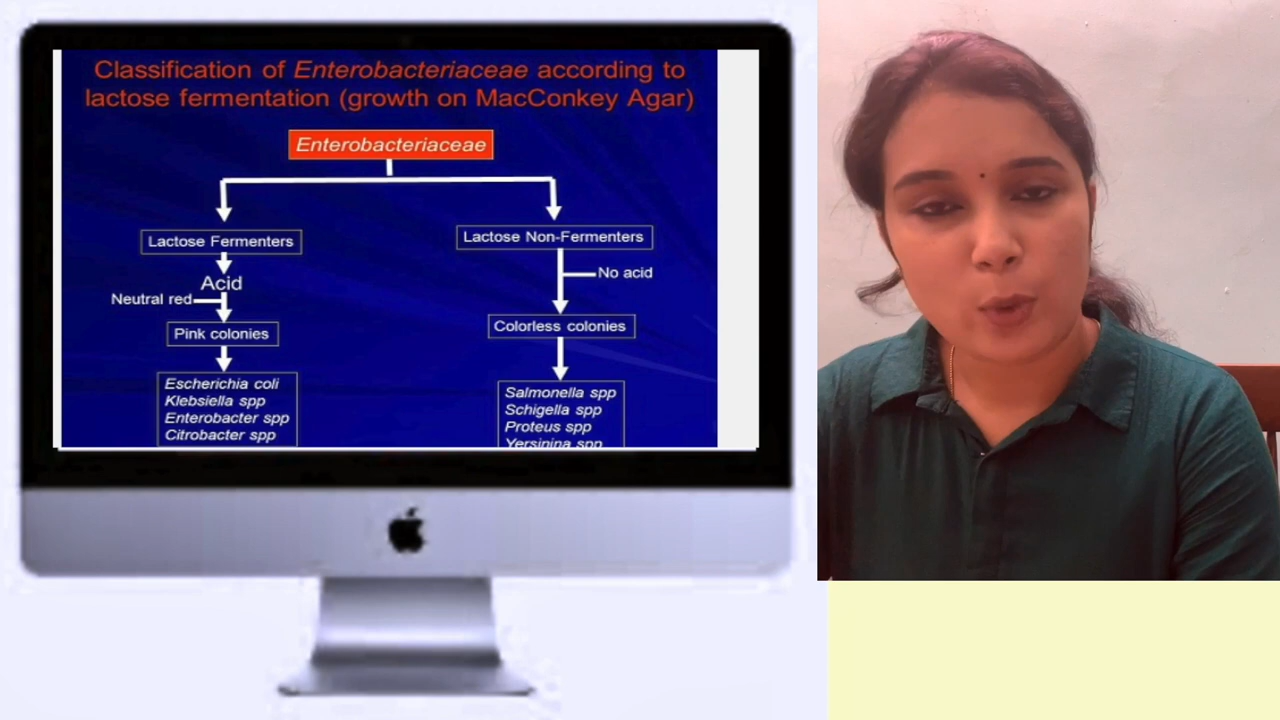 Classification of Enterobacteriaceae according to
lactose fermentation (growth on MacConkey Agar)
Enterobacteriaceae
Lactose Fermenters
Lactose Non-Fermenters
Acid
No acid
Neutral red
Pink colonies
Colorless colonies
Escherichia coli
Klebsiella spp
Enterobacter spp
Citrobacter spp
Salmonella spp
Schigella spp
Proteus spp
Yersinina spp